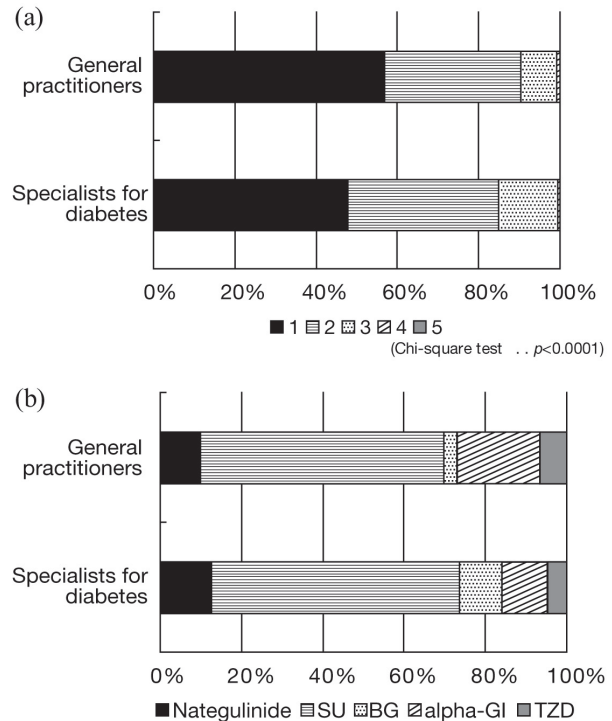 (a)
General
practitioners
Specialists for
diabetes
0% 20% 40% 60% 80% 100%
1 2 3 4 5
(Chi-square test . . p<0.0001)
(b)
General
practitioners
Specialists for
diabetes
0% 20% 40% 60% 80% 100%
Nategulinide SU BG alpha-GI TZD